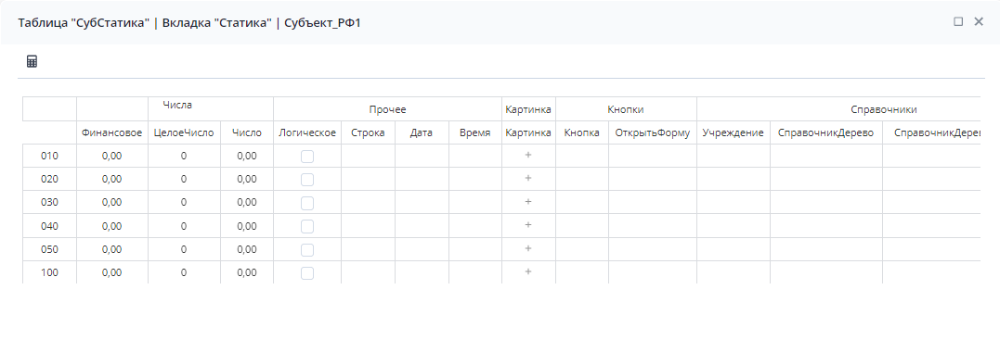 Таблица "СубСтатика" | Вкладка "Статика" | Субъект_РФ1
Числа Прочее Картинка Кнопки Справочники
Финансовое ЦелоеЧисло Число Логическое Строка Дата Время Картинка Кнопка ОткрытьФорму Учреждение СправочникДерево СправочникДерев
010 0,00 0 0,00 +
020 0,00 0 0,00 +
030 0,00 0 0,00 +
040 0,00 0 0,00 +
050 0,00 0 0,00 +
100 0,00 0 0,00 +